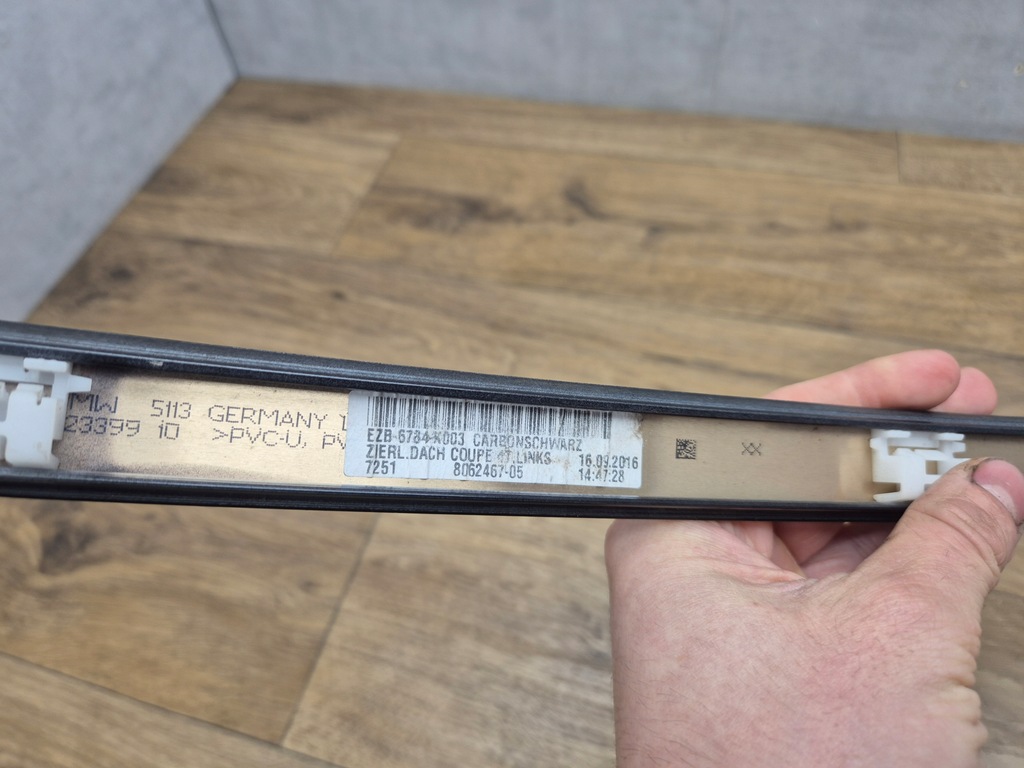 MW 5113 GERMANY
23399 10 >PVC-U,
EZB-6784-K003 CARBONSCHWARZ
ZIERL.DACH COUPE LINKS 16.09.2016
7251 8062467-05 14:47:28
XX